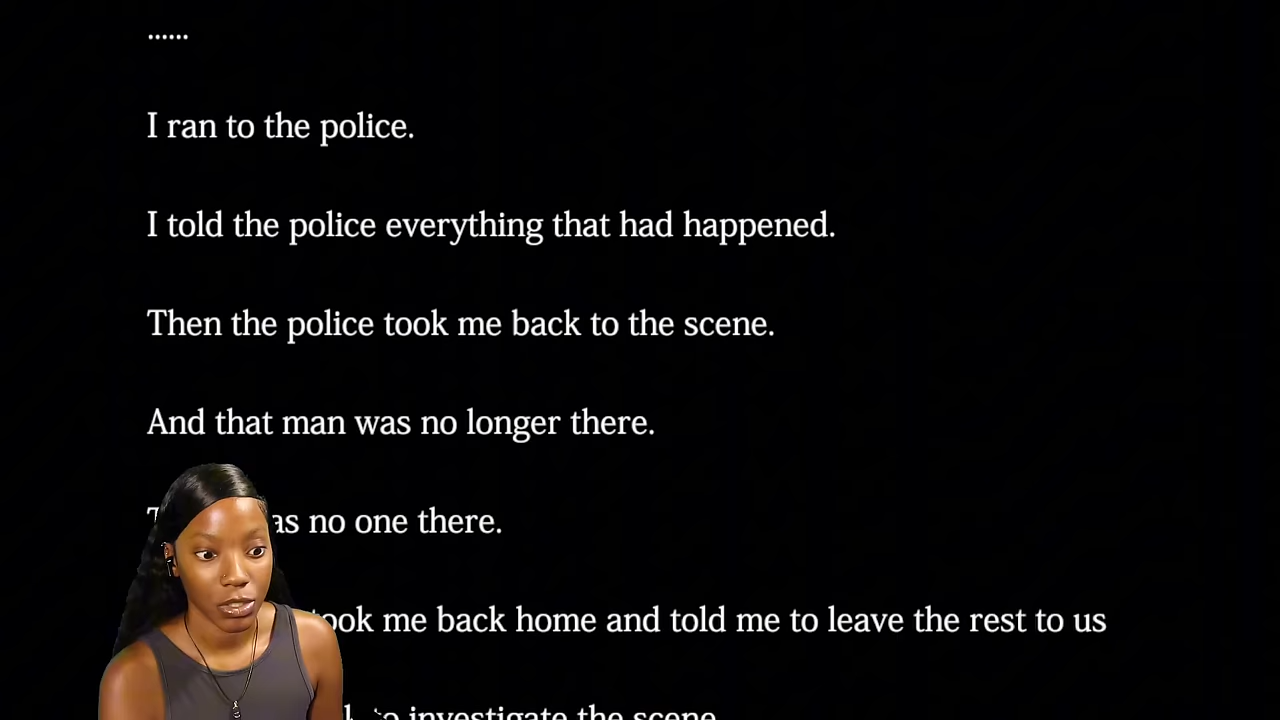 ......
I ran to the police.
I told the police everything that had happened.
Then the police took me back to the scene.
And that man was no longer there.
no one there.
took me back home and told me to leave the rest to us
to investigate the scene